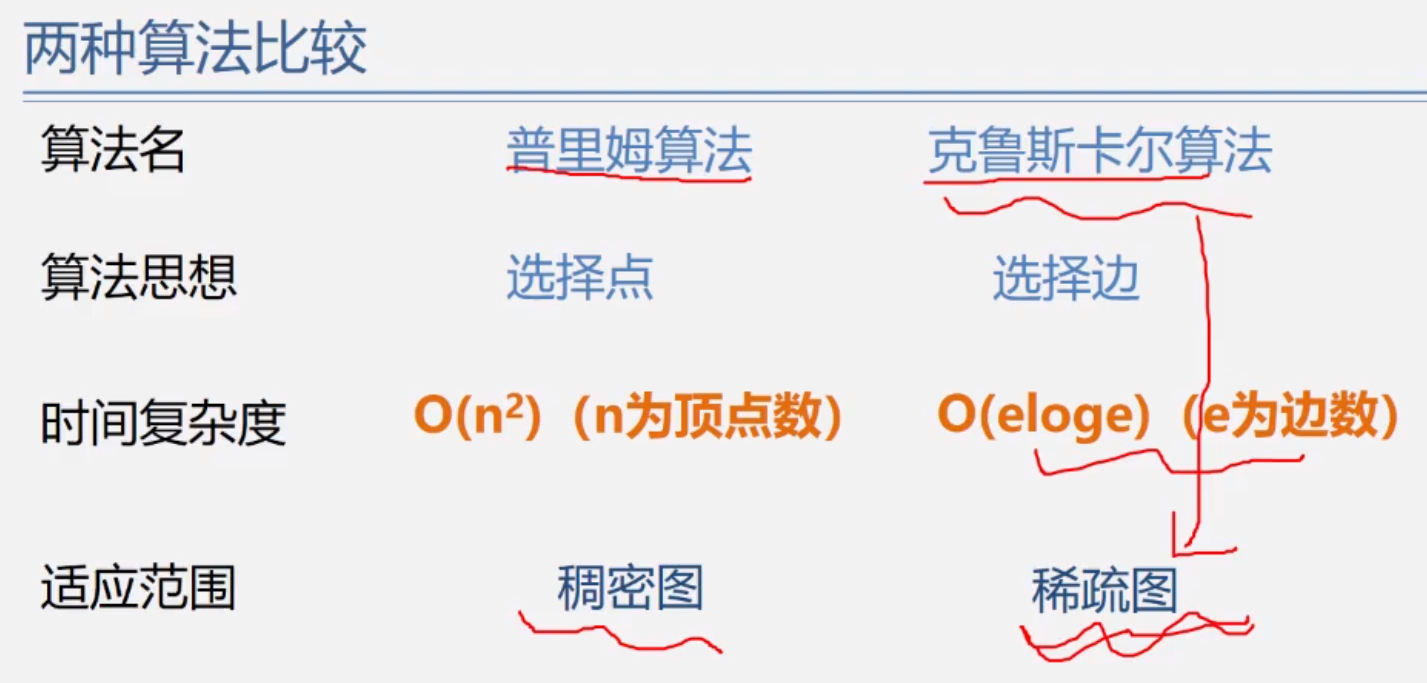 两种算法比较
算法名 普里姆算法 克鲁斯卡尔算法
算法思想 选择点 选择边
时间复杂度 O(n²)（n为顶点数） O(eloge)（e为边数）
适应范围 稠密图 稀疏图